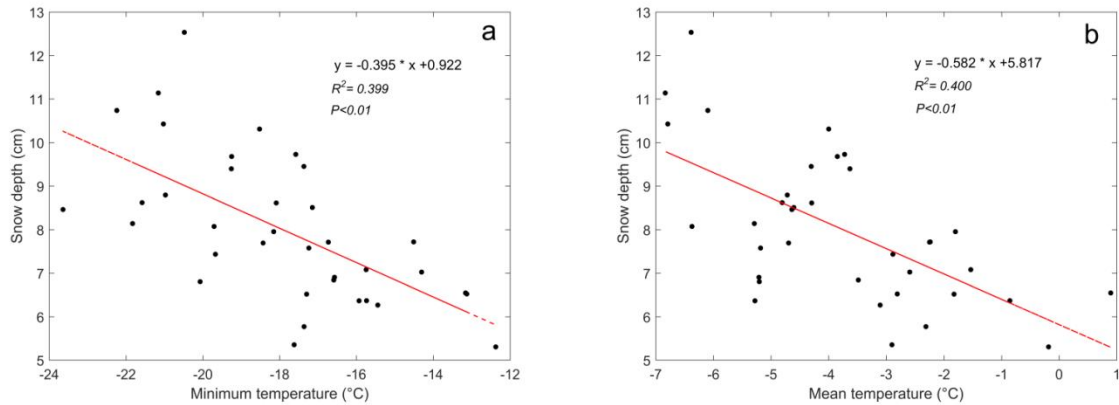 a
y = -0.395 * x +0.922
R²= 0.399
P<0.01
13
12
11
10
9
8
7
6
5
Snow depth (cm)
-24 -22 -20 -18 -16 -14 -12
Minimum temperature (°C)
b
y = -0.582 * x +5.817
R²= 0.400
P<0.01
13
12
11
10
9
8
7
6
5
Snow depth (cm)
-7 -6 -5 -4 -3 -2 -1 0 1
Mean temperature (°C)